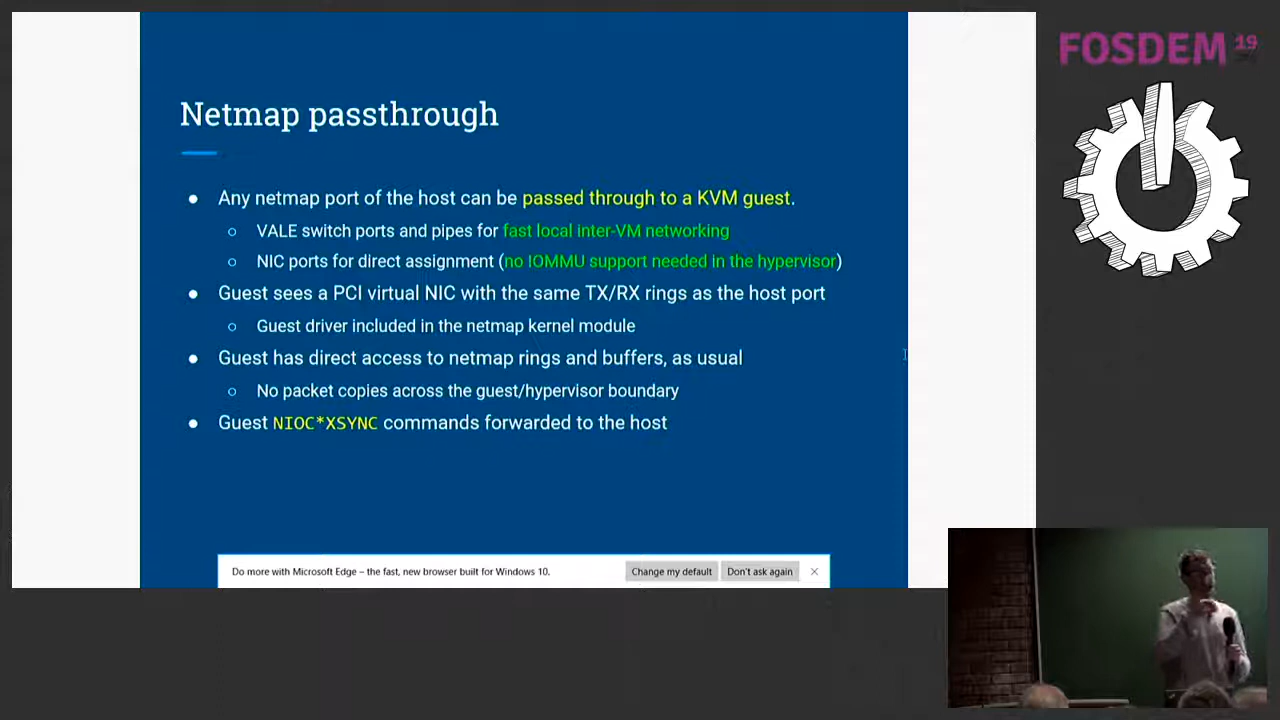 FOSDEM 19
Netmap passthrough
● Any netmap port of the host can be passed through to a KVM guest.
○ VALE switch ports and pipes for fast local inter-VM networking
○ NIC ports for direct assignment (no IOMMU support needed in the hypervisor)
● Guest sees a PCI virtual NIC with the same TX/RX rings as the host port
○ Guest driver included in the netmap kernel module
● Guest has direct access to netmap rings and buffers, as usual
○ No packet copies across the guest/hypervisor boundary
● Guest NIOC*XSYNC commands forwarded to the host
Do more with Microsoft Edge – the fast, new browser built for Windows 10. Change my default Don't ask again